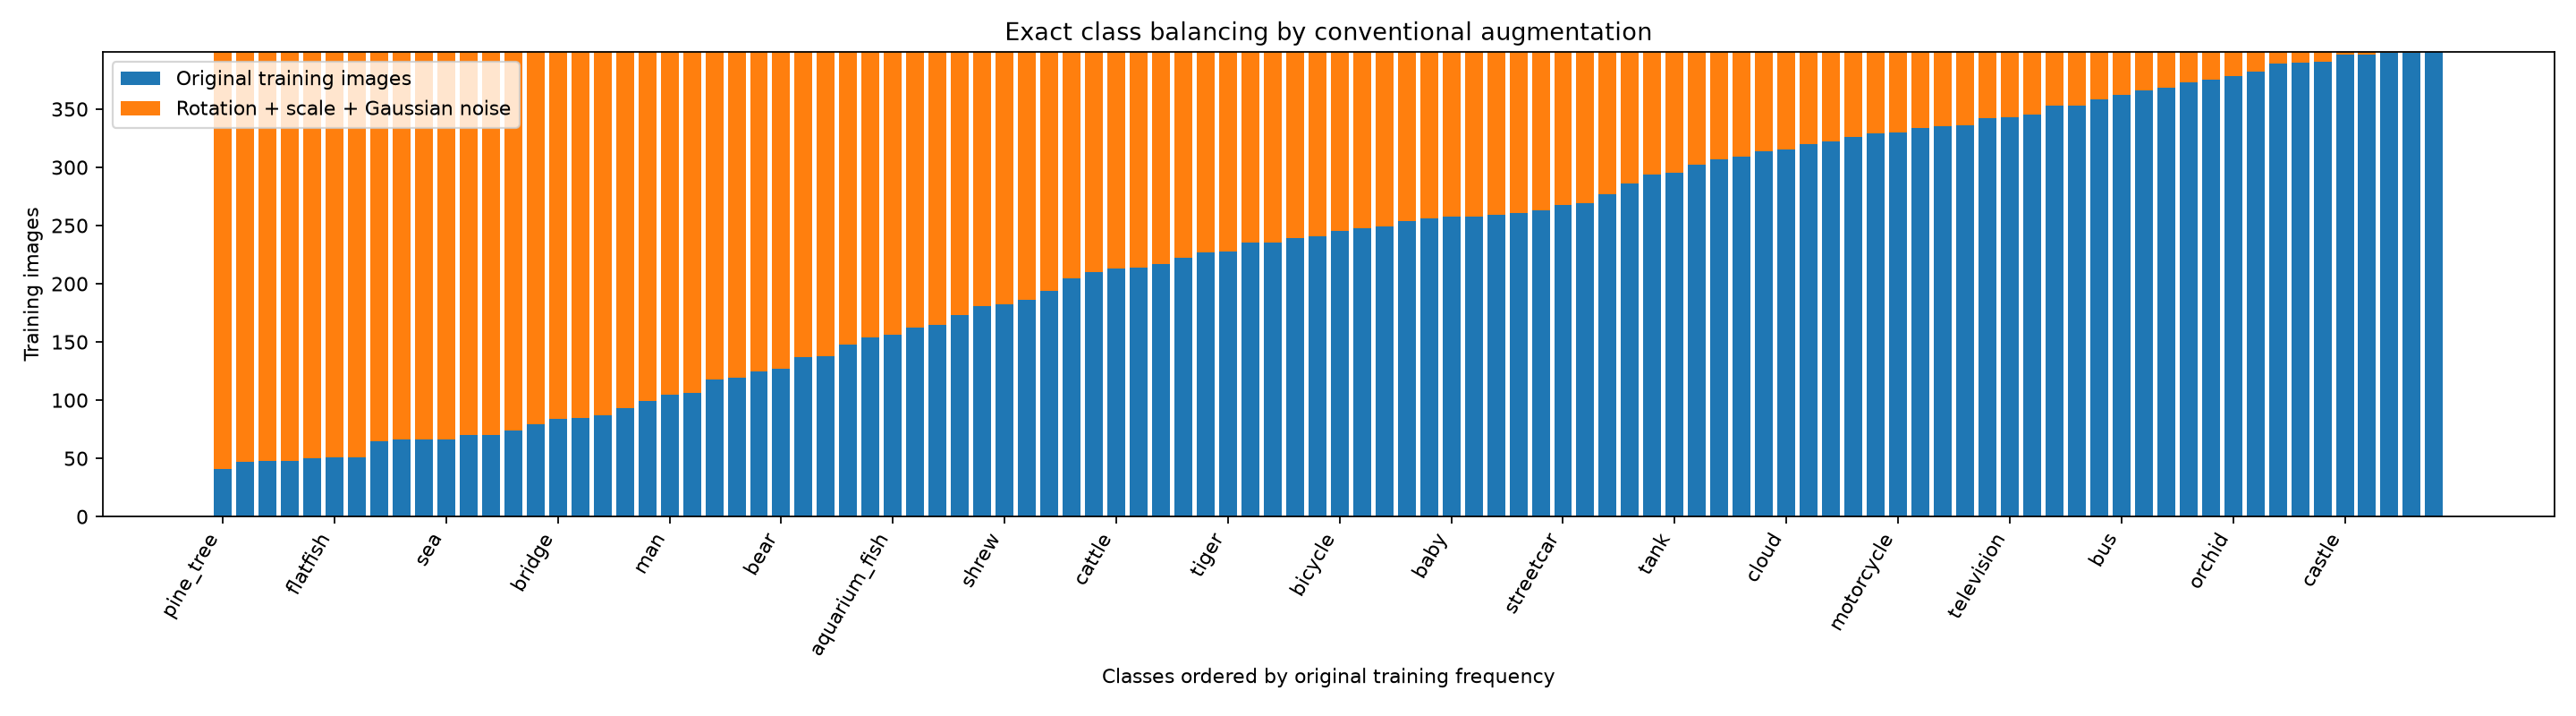 Exact class balancing by conventional augmentation
Original training images
Rotation + scale + Gaussian noise
Training images
350
300
250
200
150
100
50
0
pine_tree
flatfish
sea
bridge
man
bear
aquarium_fish
shrew
cattle
tiger
bicycle
baby
streetcar
tank
cloud
motorcycle
television
bus
orchid
castle
Classes ordered by original training frequency